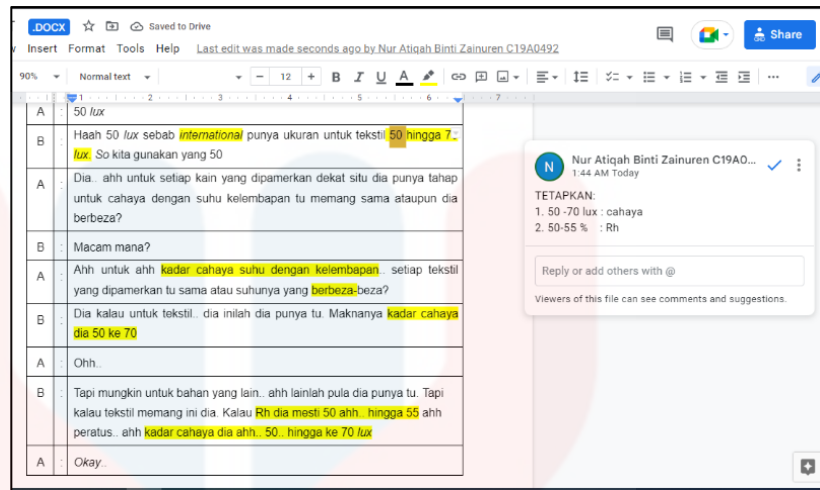 .DOCX Saved to Drive
Insert Format Tools Help Last edit was made seconds ago by Nur Atiqah Binti Zainuren C19A0492
Share
90% Normal text 12 B I U A
1 2 3 4 5 6 7
A : 50 lux
B : Haah 50 lux sebab international punya ukuran untuk tekstil 50 hingga
lux. So kita gunakan yang 50
A : Dia.. ahh untuk setiap kain yang dipamerkan dekat situ dia punya tahap
untuk cahaya dengan suhu kelembapan tu memang sama ataupun dia
berbeza?
B : Macam mana?
A : Ahh untuk ahh kadar cahaya suhu dengan kelembapan.. setiap tekstil
yang dipamerkan tu sama atau suhunya yang berbeza-beza?
B : Dia kalau untuk tekstil.. dia inilah dia punya tu. Maknanya kadar cahaya
dia 50 ke 70
A : Ohh..
B : Tapi mungkin untuk bahan yang lain.. ahh lainlah pula dia punya tu. Tapi
kalau tekstil memang ini dia. Kalau Rh dia mesti 50 ahh.. hingga 55 ahh
peratus.. ahh kadar cahaya dia ahh.. 50.. hingga ke 70 lux
A : Okay..
N
Nur Atiqah Binti Zainuren C19A0...
1:44 AM Today
TETAPKAN:
1. 50 -70 lux : cahaya
2. 50-55 % : Rh
Reply or add others with @
Viewers of this file can see comments and suggestions.